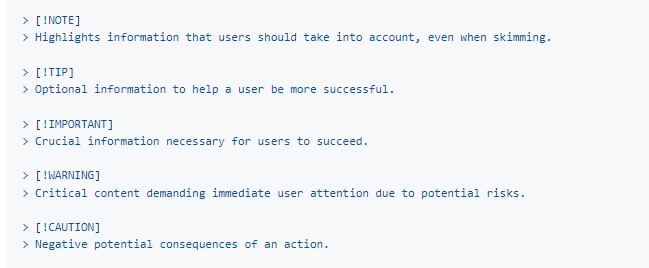 > [!NOTE]
> Highlights information that users should take into account, even when skimming.
> [!TIP]
> Optional information to help a user be more successful.
> [!IMPORTANT]
> Crucial information necessary for users to succeed.
> [!WARNING]
> Critical content demanding immediate user attention due to potential risks.
> [!CAUTION]
> Negative potential consequences of an action.